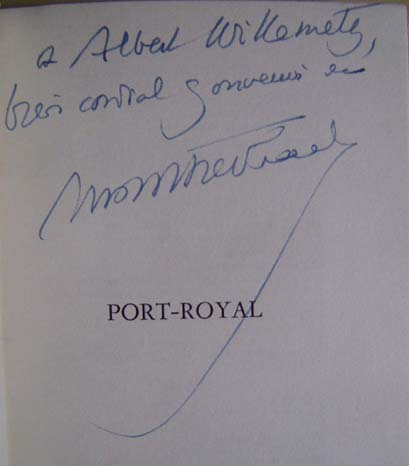 a Albert Willemetz,
très cordial souvenir de
Montherlant
PORT-ROYAL